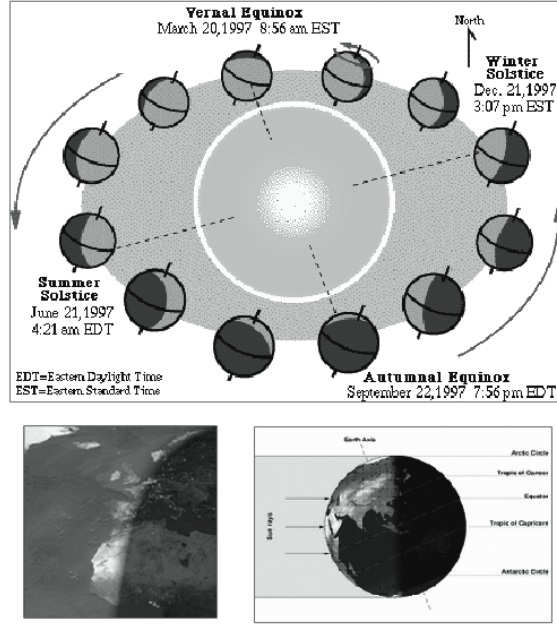 Vernal Equinox
March 20,1997 8:56 am EST
North
Winter
Solstice
Dec. 21,1997
3:07 pm EST
Summer
Solstice
June 21,1997
4:21 am EDT
EDT=Eastern Daylight Time
EST=Eastern Standard Time
Autumnal Equinox
September 22,1997 7:56 pm EDT
Earth Axis
Sun rays
Arctic Circle
Tropic of Cancer
Equator
Tropic of Capricorn
Antarctic Circle